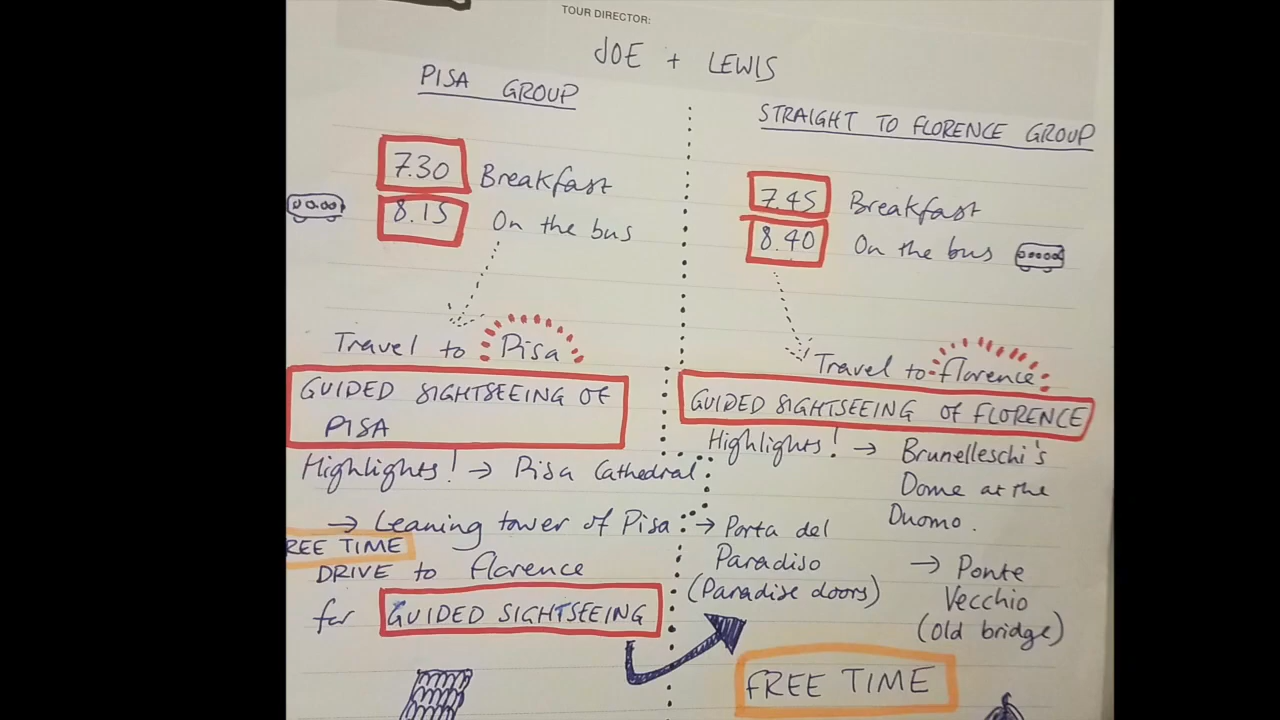 TOUR DIRECTOR:
JOE + LEWIS
PISA GROUP
7.30 Breakfast
8.15 On the bus
Travel to Pisa
GUIDED SIGHTSEEING OF
PISA
Highlights! → Pisa Cathedral
→ Leaning tower of Pisa
REE TIME
DRIVE to Florence
for GUIDED SIGHTSEEING
STRAIGHT TO FLORENCE GROUP
7.45 Breakfast
8.40 On the bus
Travel to florence
GUIDED SIGHTSEEING OF FLORENCE
Highlights! → Brunelleschi's
Dome at the
Duomo.
→ Porta del
Paradiso
(Paradise doors)
→ Ponte
Vecchio
(Old bridge)
FREE TIME